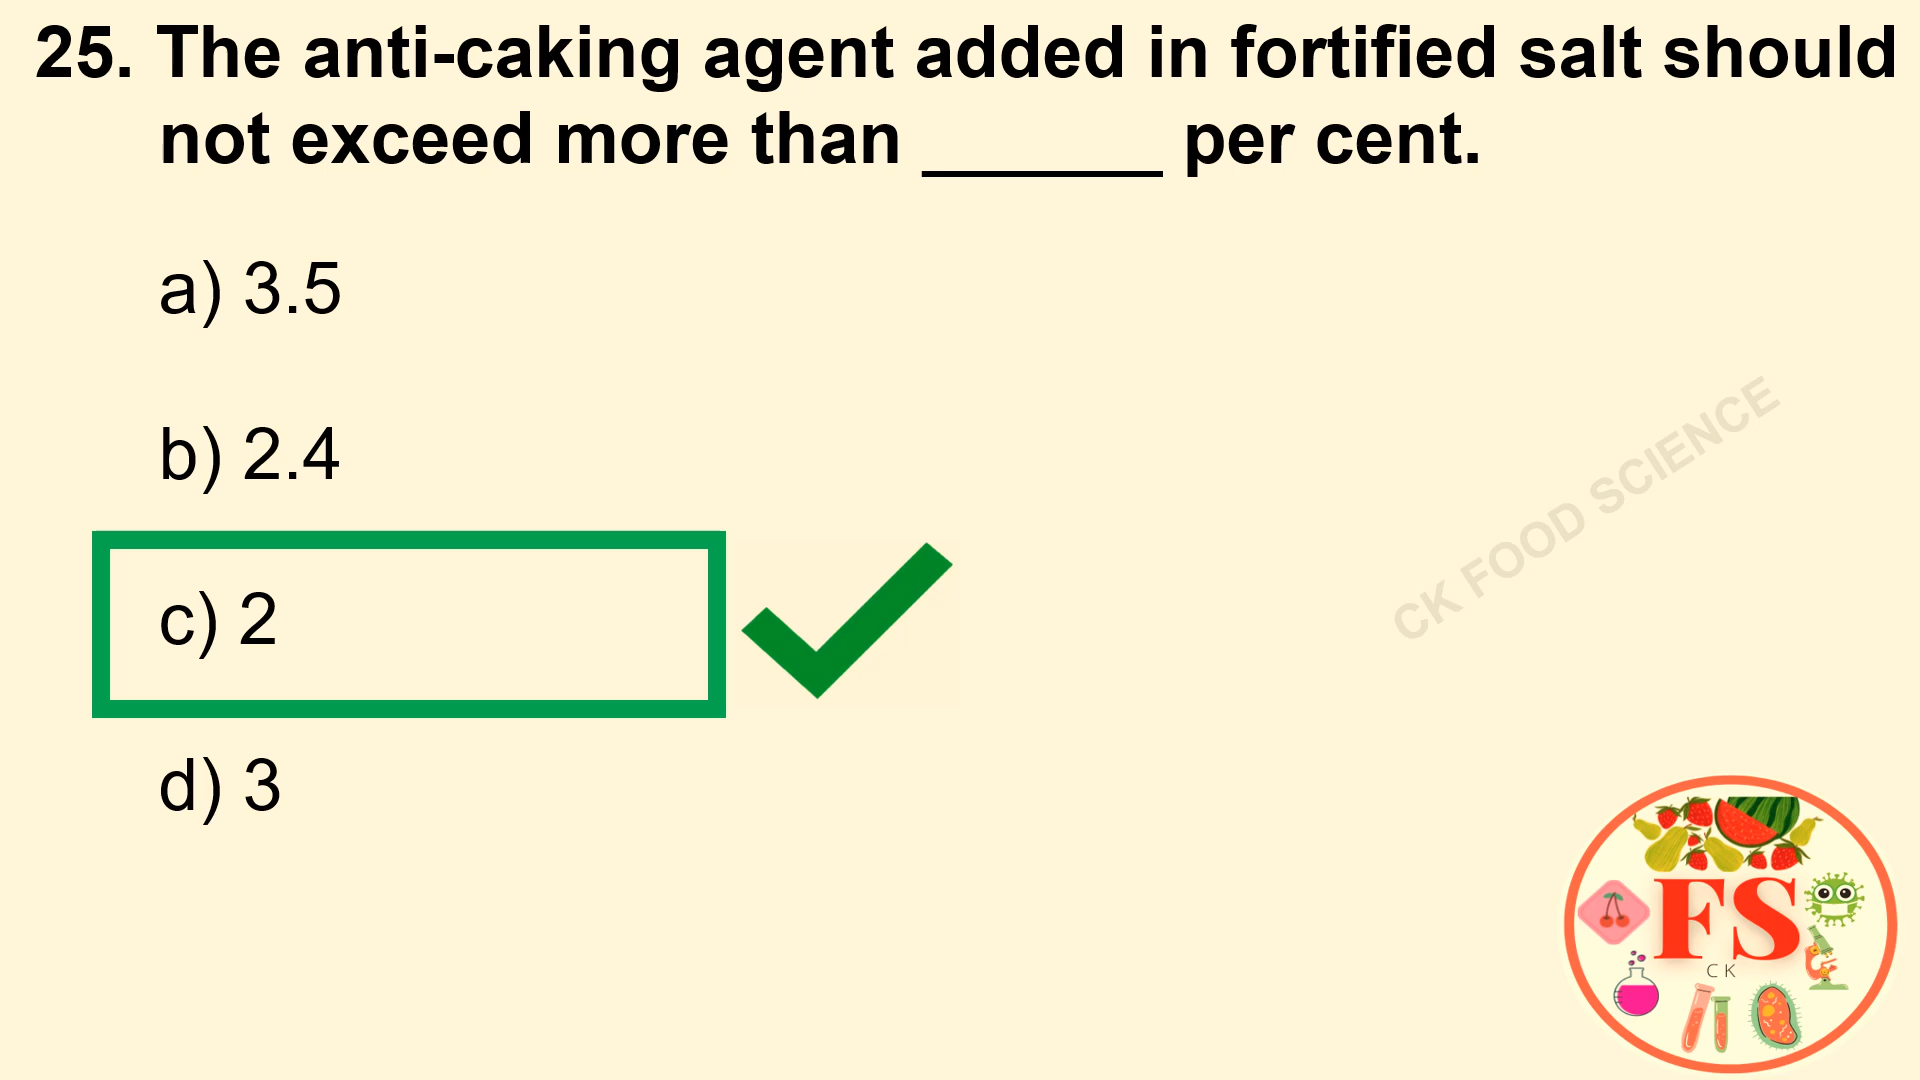 25. The anti-caking agent added in fortified salt should
not exceed more than ______ per cent.
a) 3.5
b) 2.4
c) 2
d) 3
CK FOOD SCIENCE
FS
CK